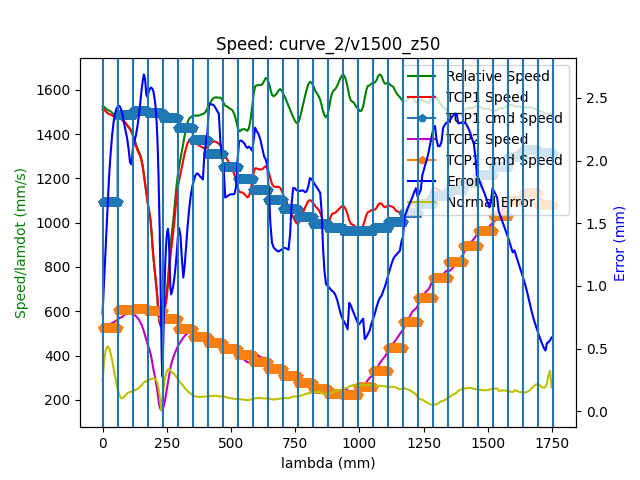 Speed: curve_2/v1500_z50
Relative Speed
TCP1 Speed
TCP1 cmd Speed
TCP2 Speed
TCP2 cmd Speed
Error
Normal Error
Speed/lamdot (mm/s)
1600
1400
1200
1000
800
600
400
200
2.5
2.0
1.5
1.0
0.5
0.0
Error (mm)
0
250
500
750
1000
1250
1500
1750
lambda (mm)